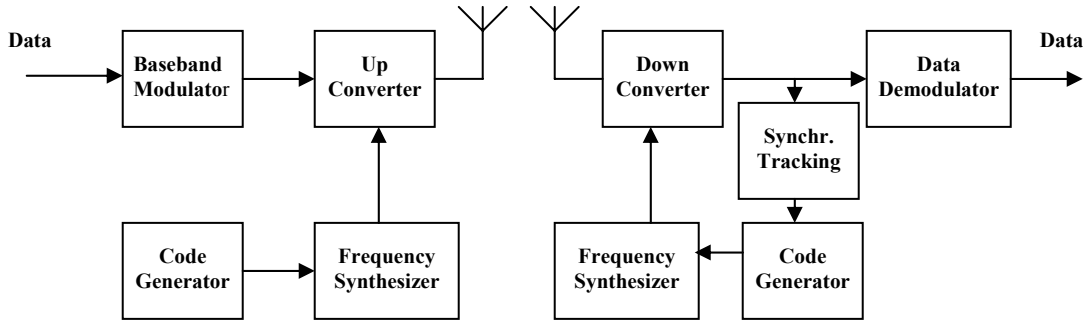 Data
Baseband
Modulator
Up
Converter
Down
Converter
Data
Demodulator
Data
Synchr.
Tracking
Code
Generator
Frequency
Synthesizer
Frequency
Synthesizer
Code
Generator